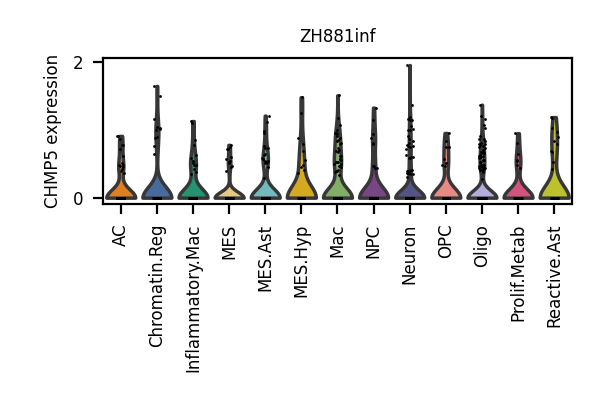 ZH881inf
CHMP5 expression
2
0
AC
Chromatin.Reg
Inflammatory.Mac
MES
MES.Ast
MES.Hyp
Mac
NPC
Neuron
OPC
Oligo
Prolif.Metab
Reactive.Ast